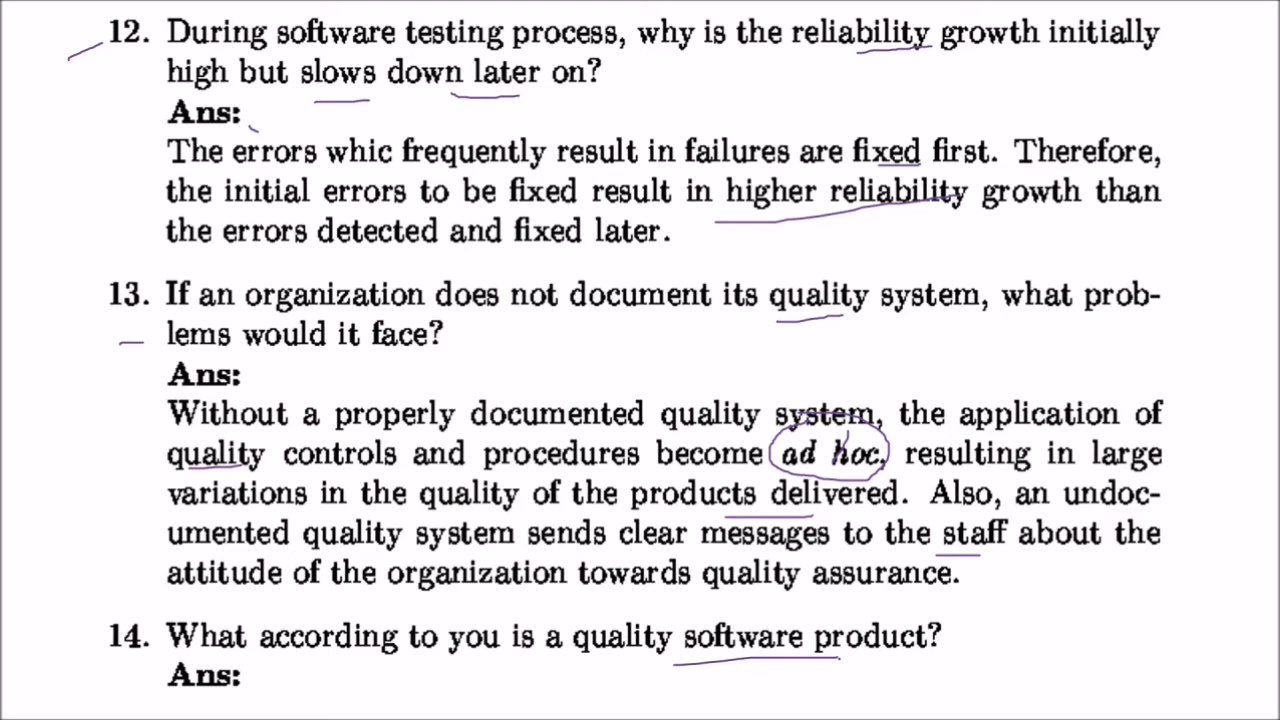 12. During software testing process, why is the reliability growth initially
high but slows down later on?
Ans:
The errors whic frequently result in failures are fixed first. Therefore,
the initial errors to be fixed result in higher reliability growth than
the errors detected and fixed later.
13. If an organization does not document its quality system, what prob-
lems would it face?
Ans:
Without a properly documented quality system, the application of
quality controls and procedures become ad hoc, resulting in large
variations in the quality of the products delivered. Also, an undoc-
umented quality system sends clear messages to the staff about the
attitude of the organization towards quality assurance.
14. What according to you is a quality software product?
Ans: